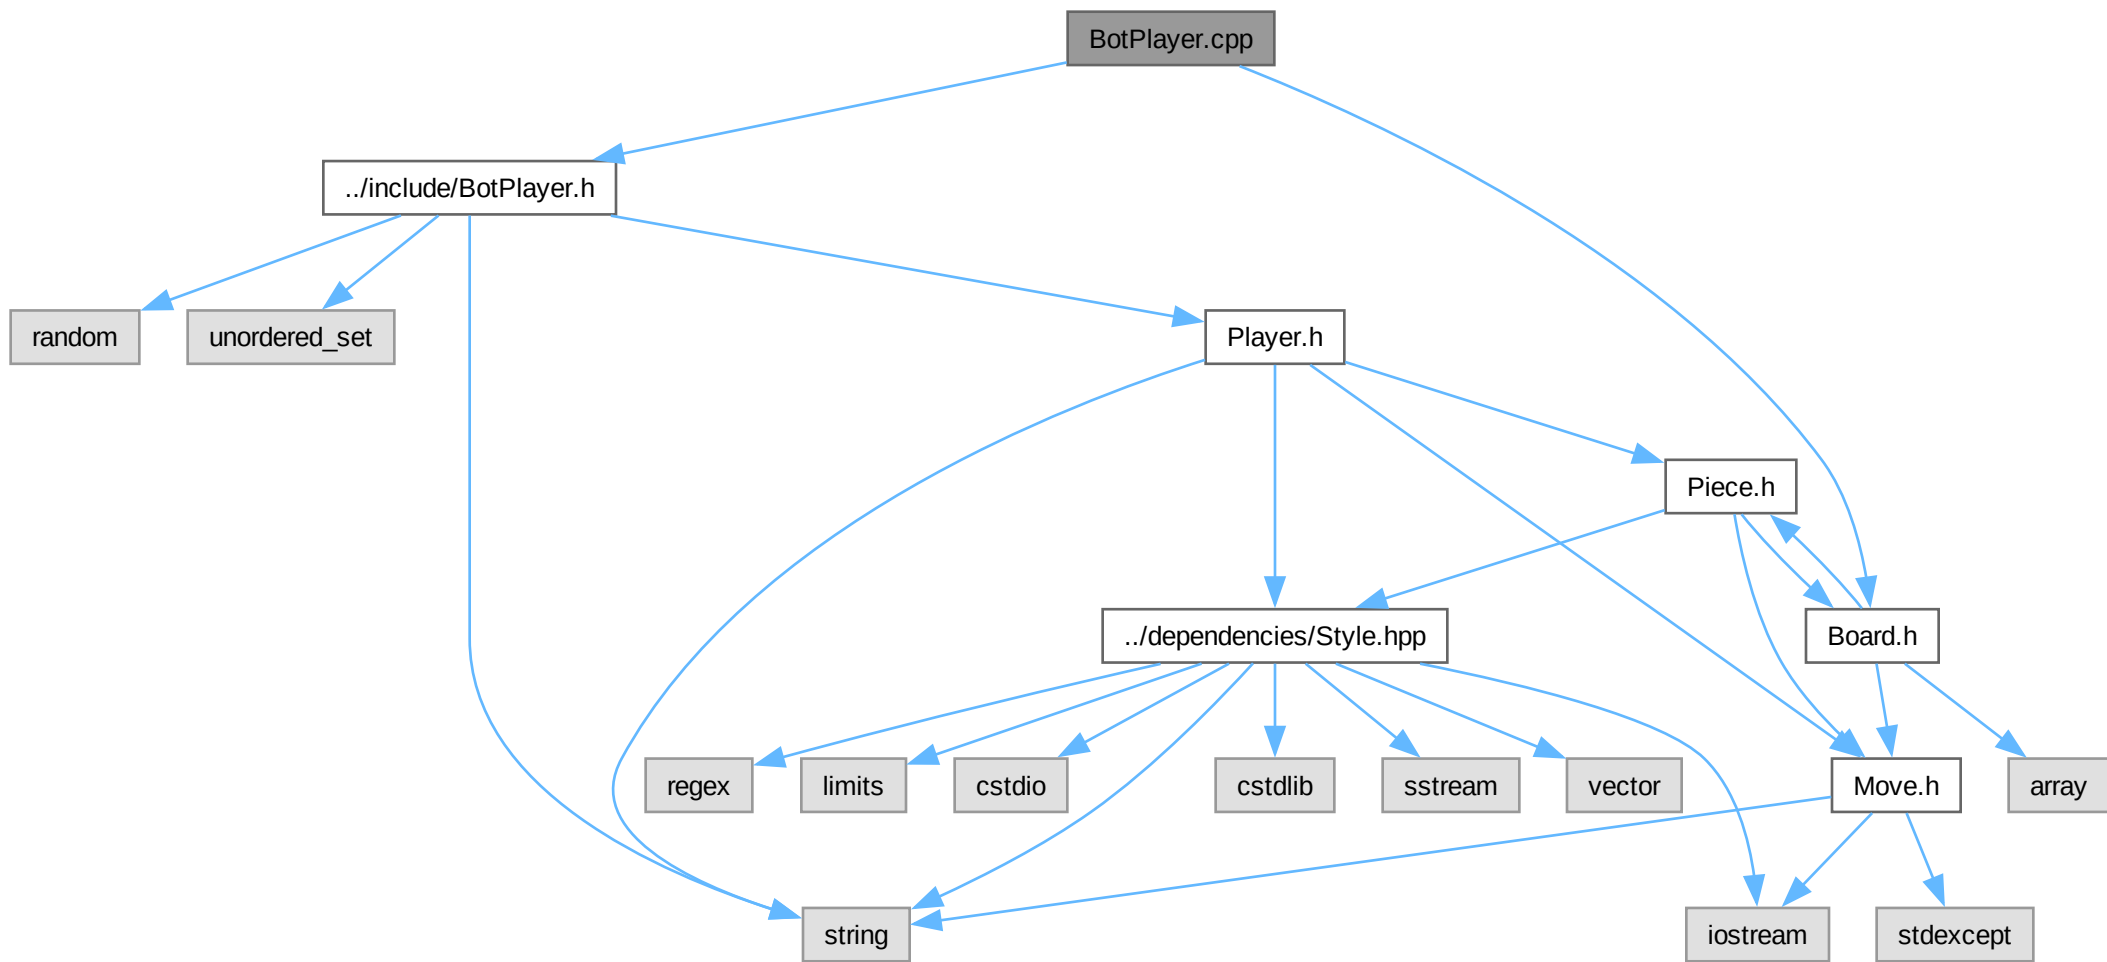 BotPlayer.cpp
../include/BotPlayer.h
random
unordered_set
Player.h
Piece.h
../dependencies/Style.hpp
Board.h
regex
limits
cstdio
cstdlib
sstream
vector
Move.h
array
string
iostream
stdexcept